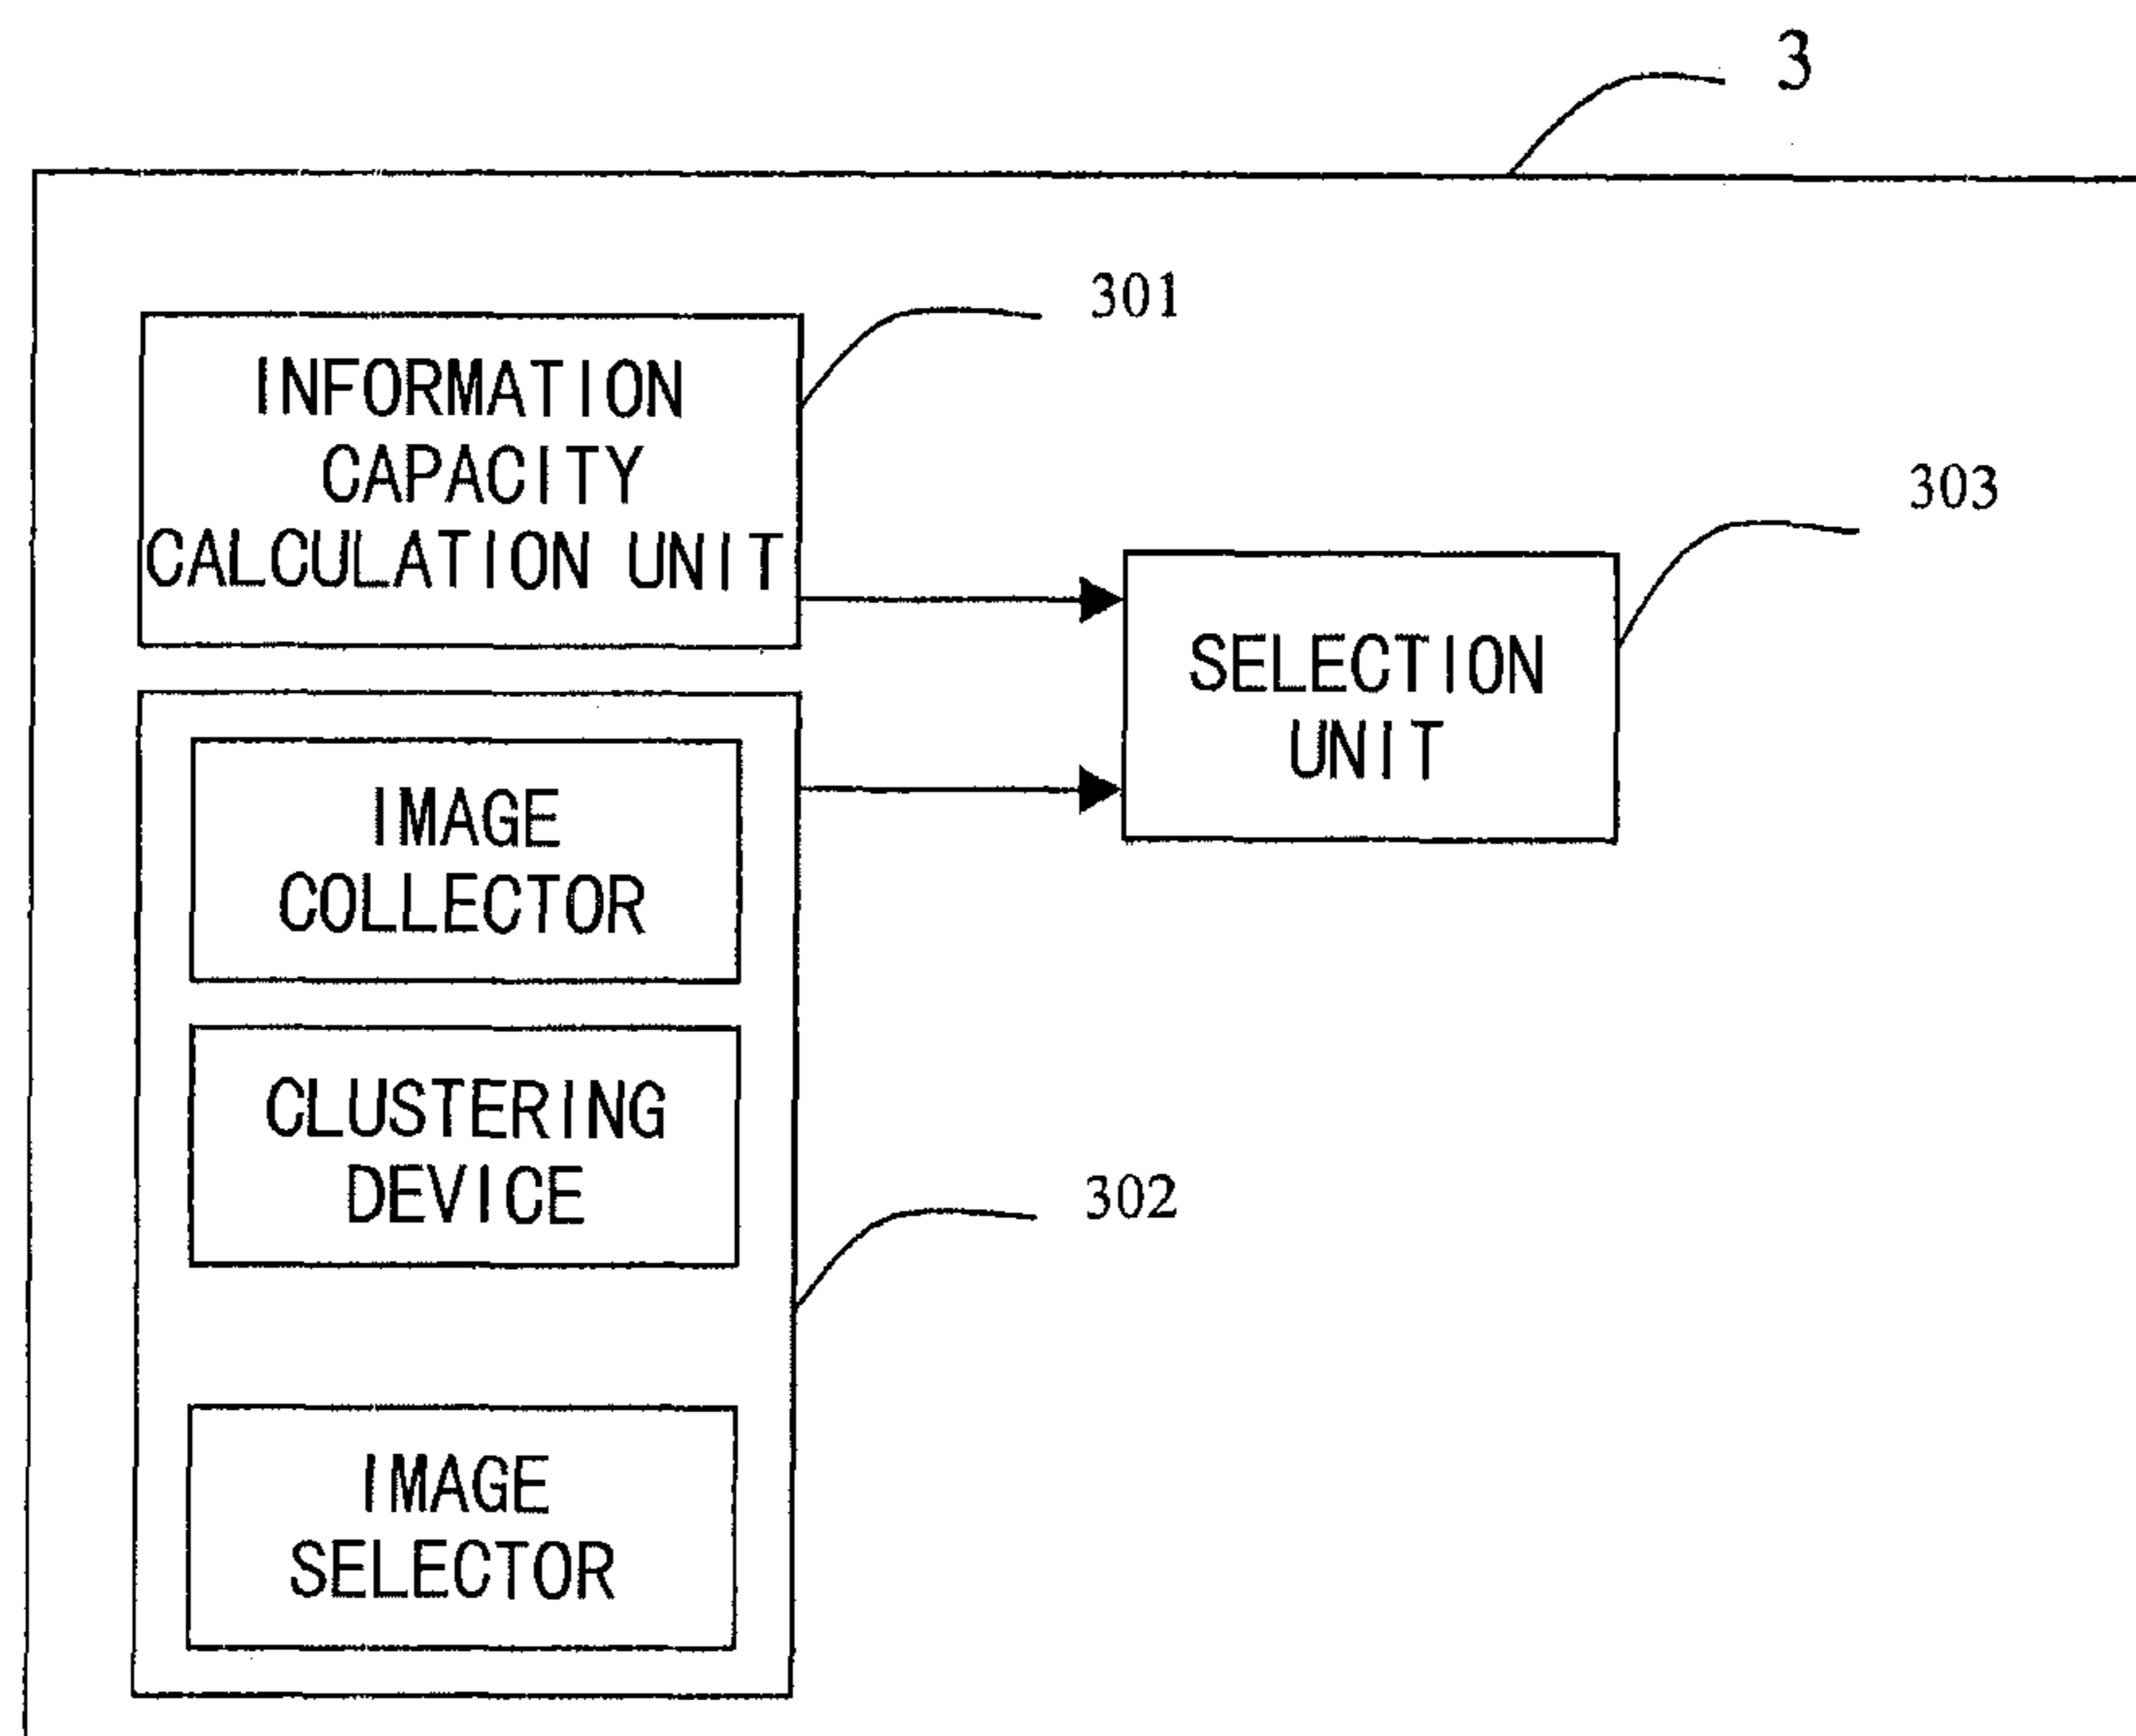 3
301
INFORMATION
CAPACITY
CALCULATION UNIT
303
SELECTION
UNIT
IMAGE
COLLECTOR
CLUSTERING
DEVICE
302
IMAGE
SELECTOR